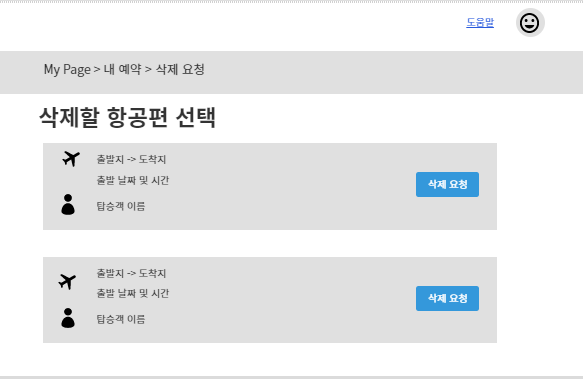 도움말
My Page > 내 예약 > 삭제 요청
삭제할 항공편 선택
출발지 -> 도착지
출발 날짜 및 시간
삭제 요청
탑승객 이름
출발지 -> 도착지
출발 날짜 및 시간
삭제 요청
탑승객 이름